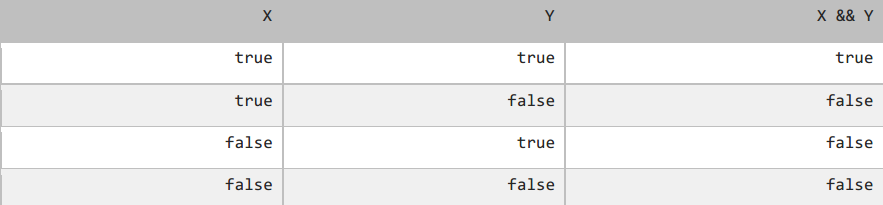 X Y X && Y
true true true
true false false
false true false
false false false